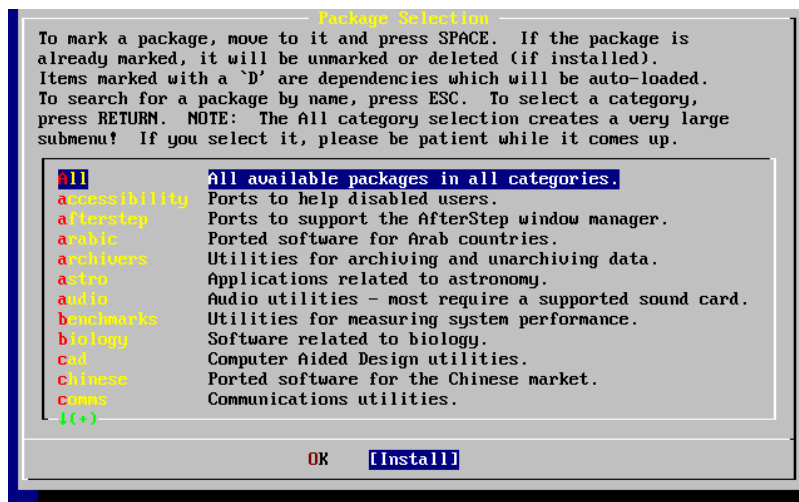 Package Selection
To mark a package, move to it and press SPACE.  If the package is
already marked, it will be unmarked or deleted (if installed).
Items marked with a `D' are dependencies which will be auto-loaded.
To search for a package by name, press ESC.  To select a category,
press RETURN.  NOTE:  The All category selection creates a very large
submenu!  If you select it, please be patient while it comes up.
All All available packages in all categories.
accessibility Ports to help disabled users.
afterstep Ports to support the AfterStep window manager.
arabic Ported software for Arab countries.
archivers Utilities for archiving and unarchiving data.
astro Applications related to astronomy.
audio Audio utilities - most require a supported sound card.
benchmarks Utilities for measuring system performance.
biology Software related to biology.
cad Computer Aided Design utilities.
chinese Ported software for the Chinese market.
comms Communications utilities.
↓(+)
OK [Install]